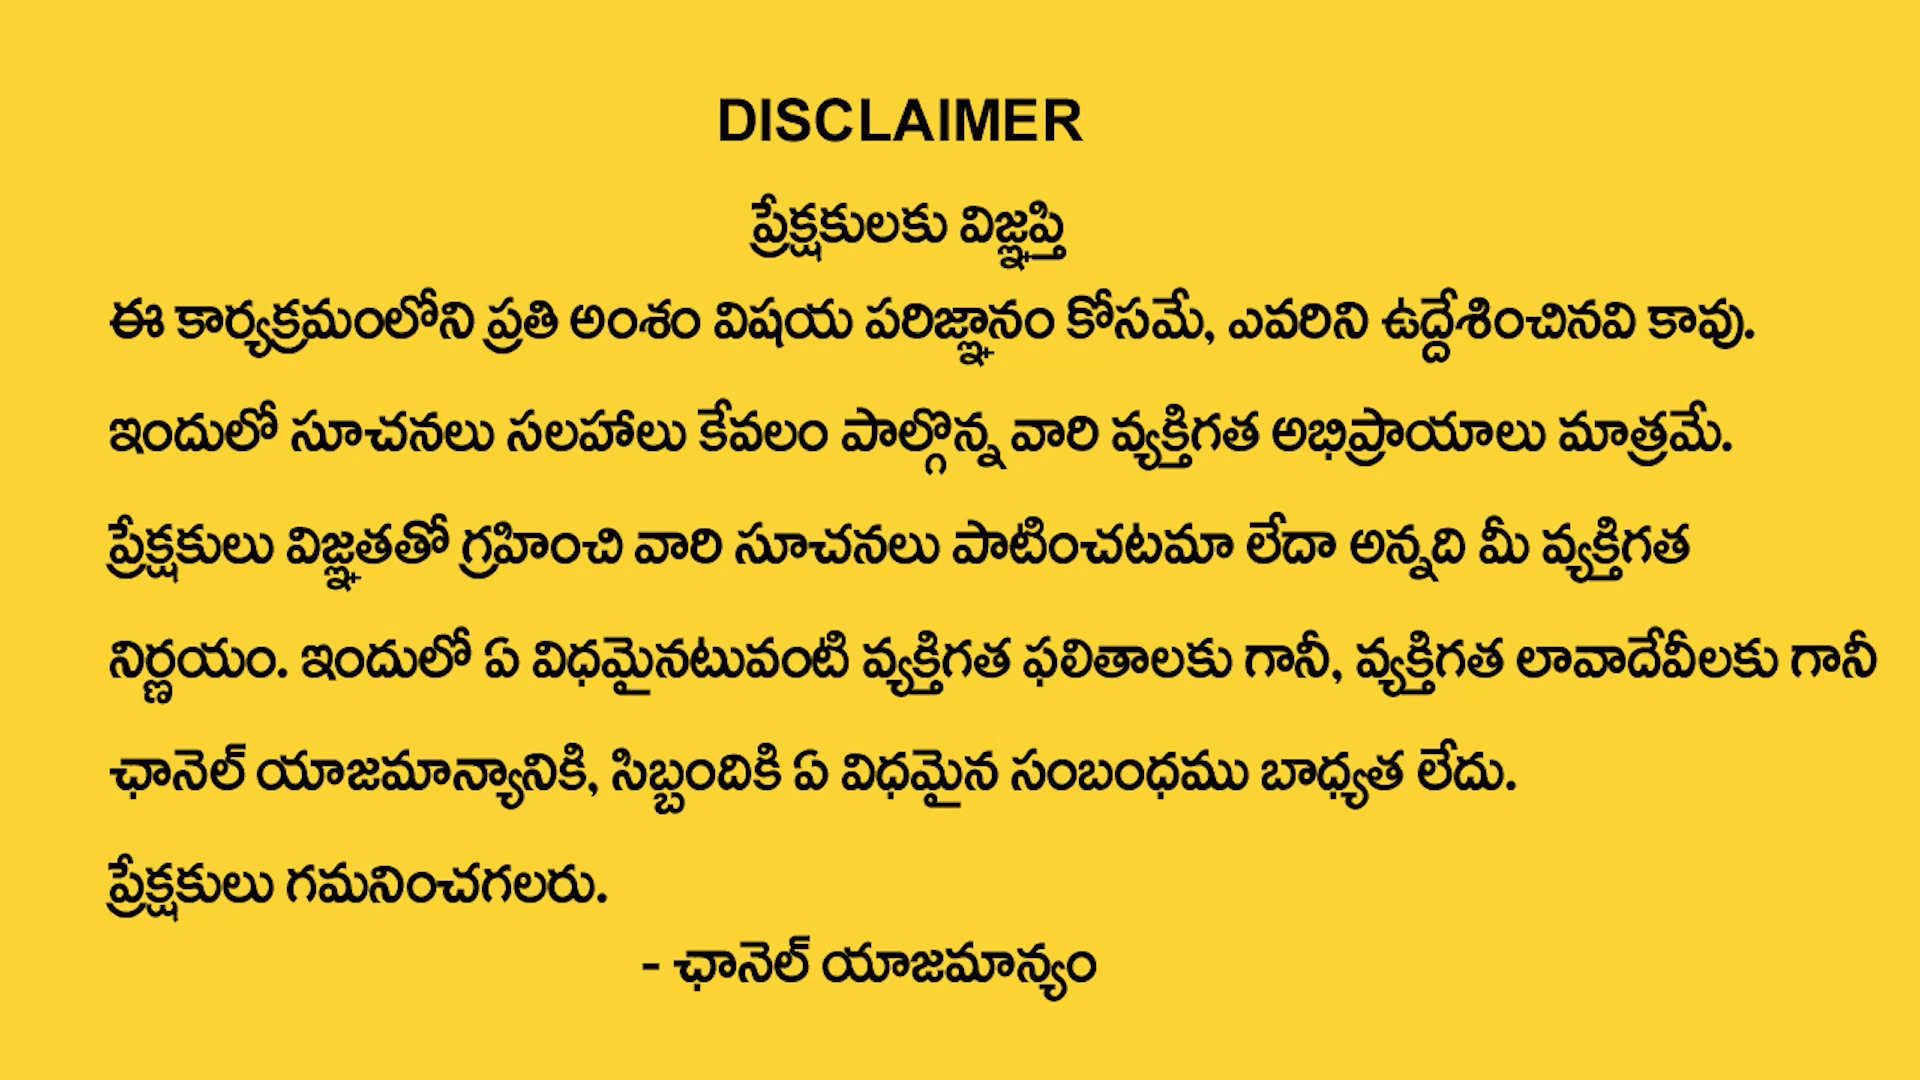 DISCLAIMER
ప్రేక్షకులకు విజ్ఞప్తి
ఈ కార్యక్రమంలోని ప్రతి అంశం విషయ పరిజ్ఞానం కోసమే, ఎవరిని ఉద్దేశించినవి కావు.
ఇందులో సూచనలు సలహాలు కేవలం పాల్గొన్న వారి వ్యక్తిగత అభిప్రాయాలు మాత్రమే.
ప్రేక్షకులు విజ్ఞతతో గ్రహించి వారి సూచనలు పాటించటమా లేదా అన్నది మీ వ్యక్తిగత
నిర్ణయం. ఇందులో ఏ విధమైనటువంటి వ్యక్తిగత ఫలితాలకు గానీ, వ్యక్తిగత లావాదేవీలకు గానీ
ఛానెల్ యాజమాన్యానికి, సిబ్బందికి ఏ విధమైన సంబంధము బాధ్యత లేదు.
ప్రేక్షకులు గమనించగలరు.
- ఛానెల్ యాజమాన్యం